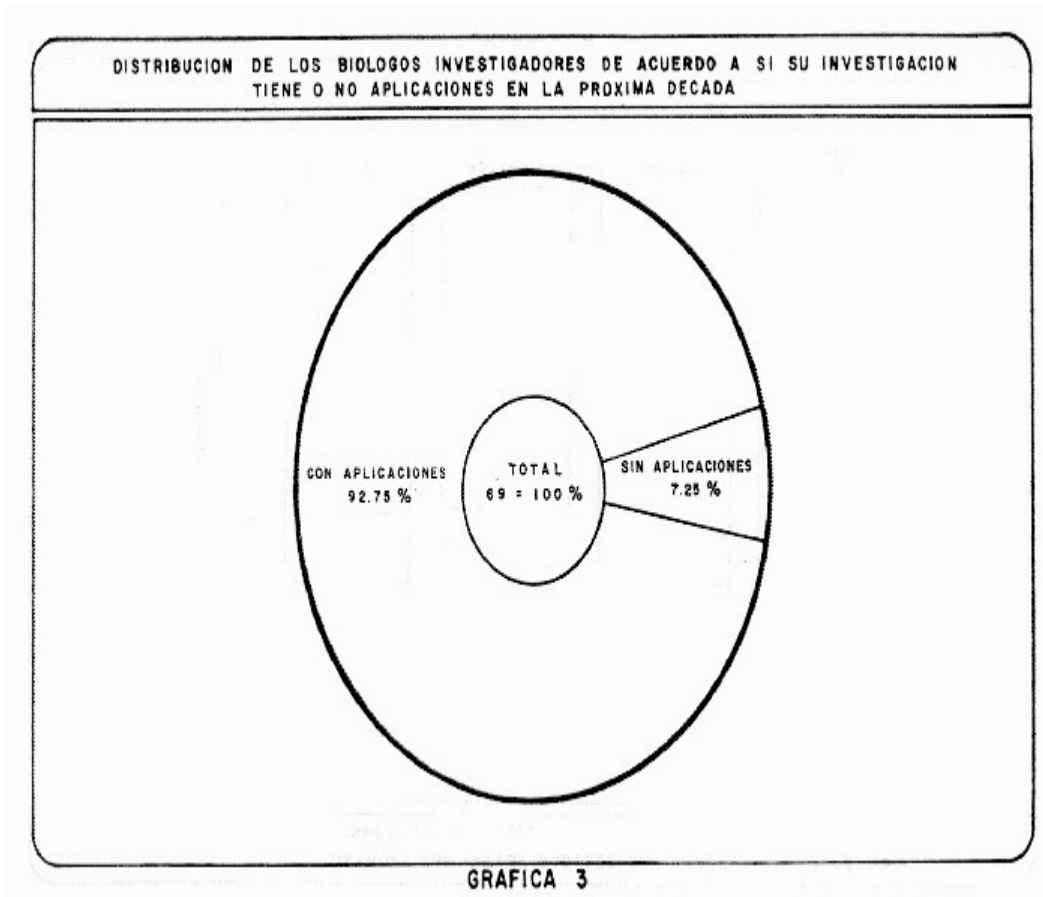 DISTRIBUCION DE LOS BIOLOGOS INVESTIGADORES DE ACUERDO A SI SU INVESTIGACION
TIENE O NO APLICACIONES EN LA PROXIMA DECADA
CON APLICACIONES
92.75 %
TOTAL
69 = 100 %
SIN APLICACIONES
7.25 %
GRAFICA 3